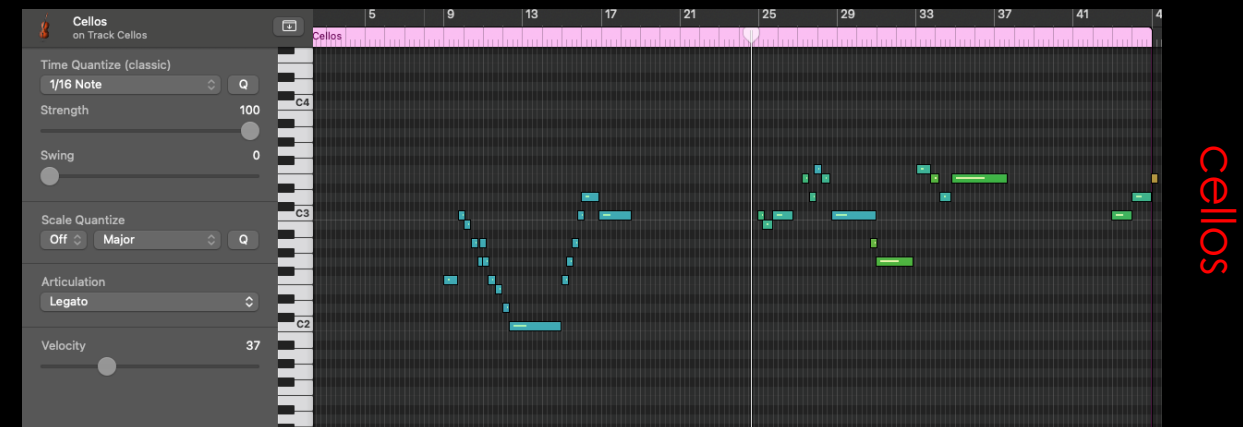 Cellos
on Track Cellos
5 9 13 17 21 25 29 33 37 41 4
Cellos
Time Quantize (classic)
1/16 Note Q
Strength 100
Swing 0
Scale Quantize
Off Major Q
Articulation
Legato
Velocity 37
C4
C3
C2
cellos